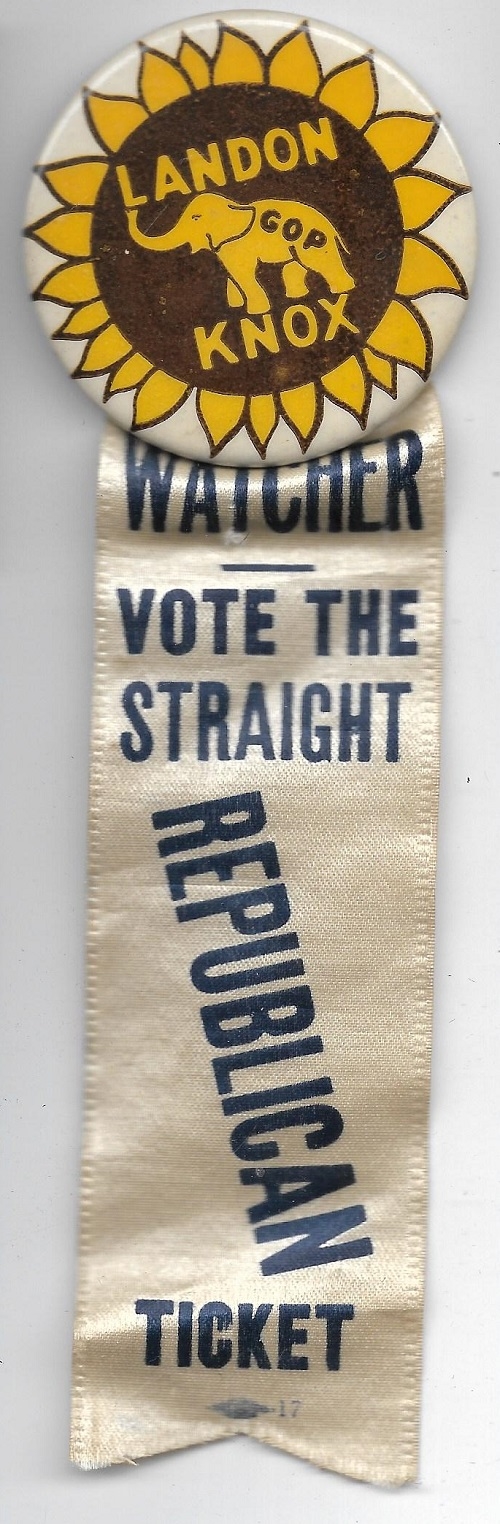 LANDON
GOP
KNOX
WATCHER
VOTE THE
STRAIGHT
REPUBLICAN
TICKET
17